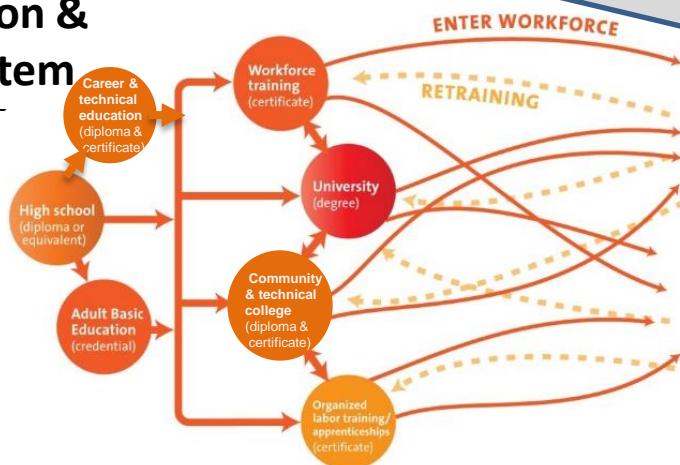 on &
tem
ENTER WORKFORCE
RETRAINING
Career &
technical
education
(diploma &
certificate)
Workforce
training
(certificate)
High school
(diploma or
equivalent)
University
(degree)
Adult Basic
Education
(credential)
Community
& technical
college
(diploma &
certificate)
Organized
labor training/
apprenticeships
(certificate)